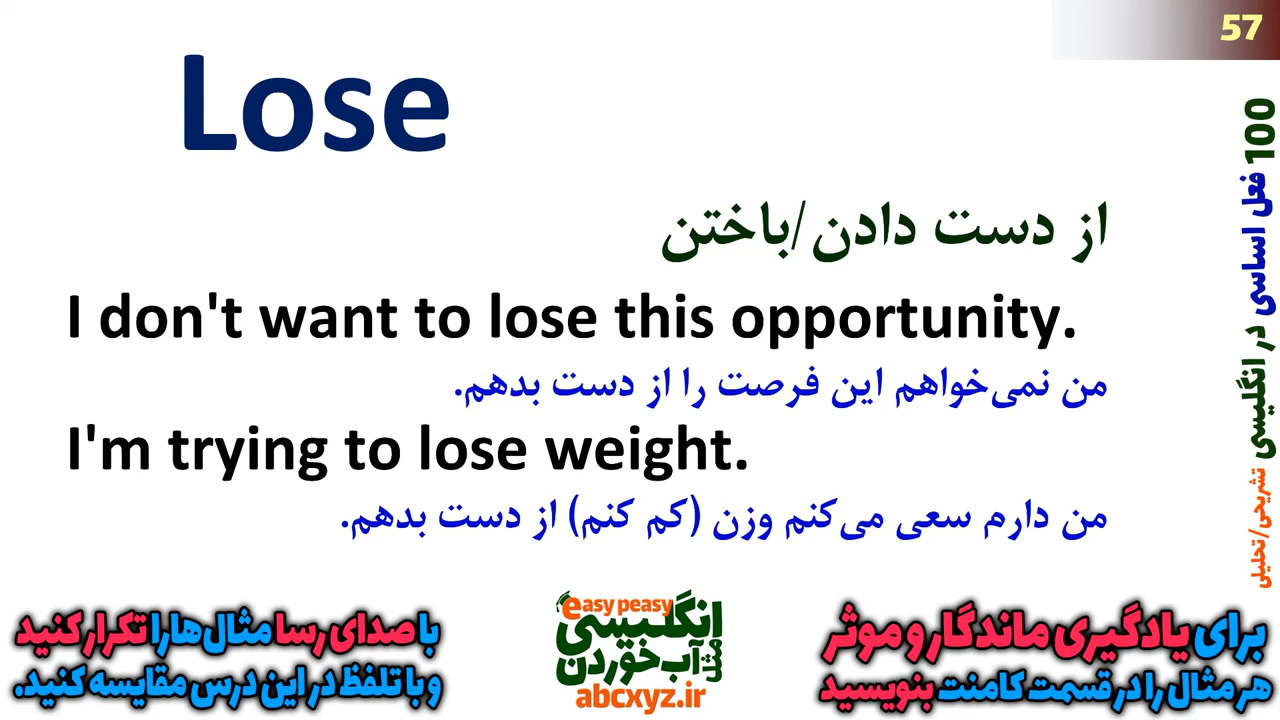 57
Lose
از دست دادن/باختن
I don't want to lose this opportunity.
من نمی‌خواهم این فرصت را از دست بدهم.
I'm trying to lose weight.
من دارم سعی می‌کنم وزن (کم کنم) از دست بدهم.
100 فعل اساسی در انگلیسی تشریحی/تحلیلی
برای یادگیری ماندگار و موثر
هر مثال را در قسمت کامنت بنویسید
easy peasy
انگلیسی
مثل آب خوردن
abcxyz.ir
با صدای رسا مثال‌ها را تکرار کنید
و با تلفظ در این درس مقایسه کنید.